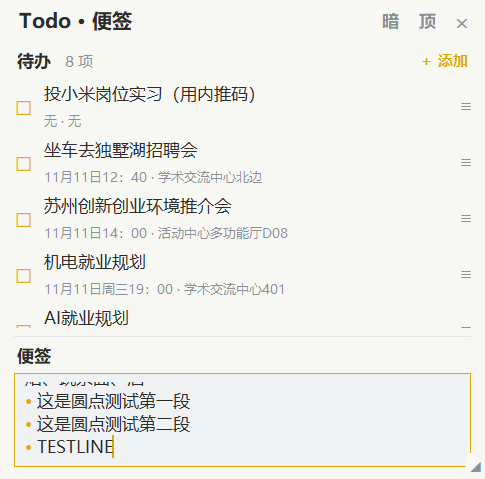 Todo • 便签 暗 顶 ×
待办 8 项 + 添加
投小米岗位实习（用内推码）
无 · 无
坐车去独墅湖招聘会
11月11日12：40 · 学术交流中心北边
苏州创新创业环境推介会
11月11日14：00 · 活动中心多功能厅D08
机电就业规划
11月11日周三19：00 · 学术交流中心401
AI就业规划
便签
• 这是圆点测试第一段
• 这是圆点测试第二段
• TESTLINE